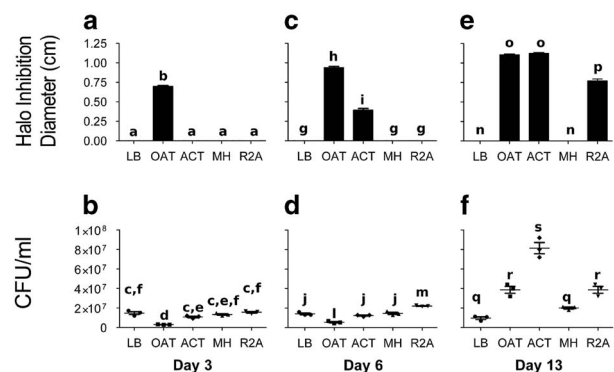 a c e
Halo Inhibition
Diameter (cm)
1.25
1.00
0.75
0.50
0.25
0.00
a b a a a
LB OAT ACT MH R2A
g h i g g
LB OAT ACT MH R2A
n o o n p
LB OAT ACT MH R2A
b d f
CFU/ml
1×10⁸
8×10⁷
6×10⁷
4×10⁷
2×10⁷
0
c,f d c,e c,e,f c,f
LB OAT ACT MH R2A
j l j j m
LB OAT ACT MH R2A
q r s q r
LB OAT ACT MH R2A
Day 3 Day 6 Day 13